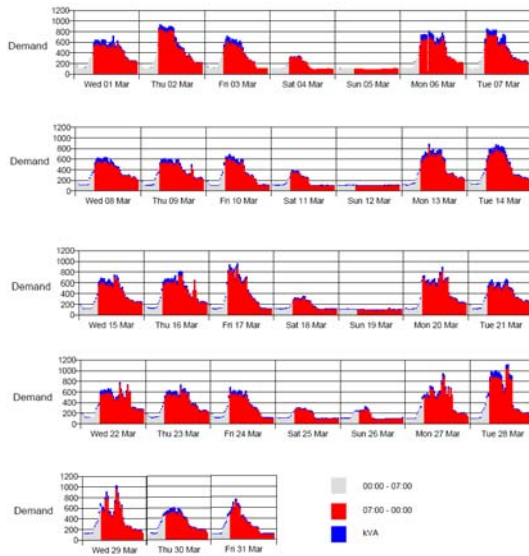 1200
1000
800
Demand 600
400
200
0
Wed 01 Mar Thu 02 Mar Fri 03 Mar Sat 04 Mar Sun 05 Mar Mon 06 Mar Tue 07 Mar
1200
1000
Demand 800
600
400
200
0
Wed 08 Mar Thu 09 Mar Fri 10 Mar Sat 11 Mar Sun 12 Mar Mon 13 Mar Tue 14 Mar
1200
1000
800
Demand 600
400
200
0
Wed 15 Mar Thu 16 Mar Fri 17 Mar Sat 18 Mar Sun 19 Mar Mon 20 Mar Tue 21 Mar
1200
1000
800
Demand 600
400
200
0
Wed 22 Mar Thu 23 Mar Fri 24 Mar Sat 25 Mar Sun 26 Mar Mon 27 Mar Tue 28 Mar
1200
1000
800
Demand 600
400
200
0
Wed 29 Mar Thu 30 Mar Fri 31 Mar
00:00 - 07:00
07:00 - 00:00
kVA